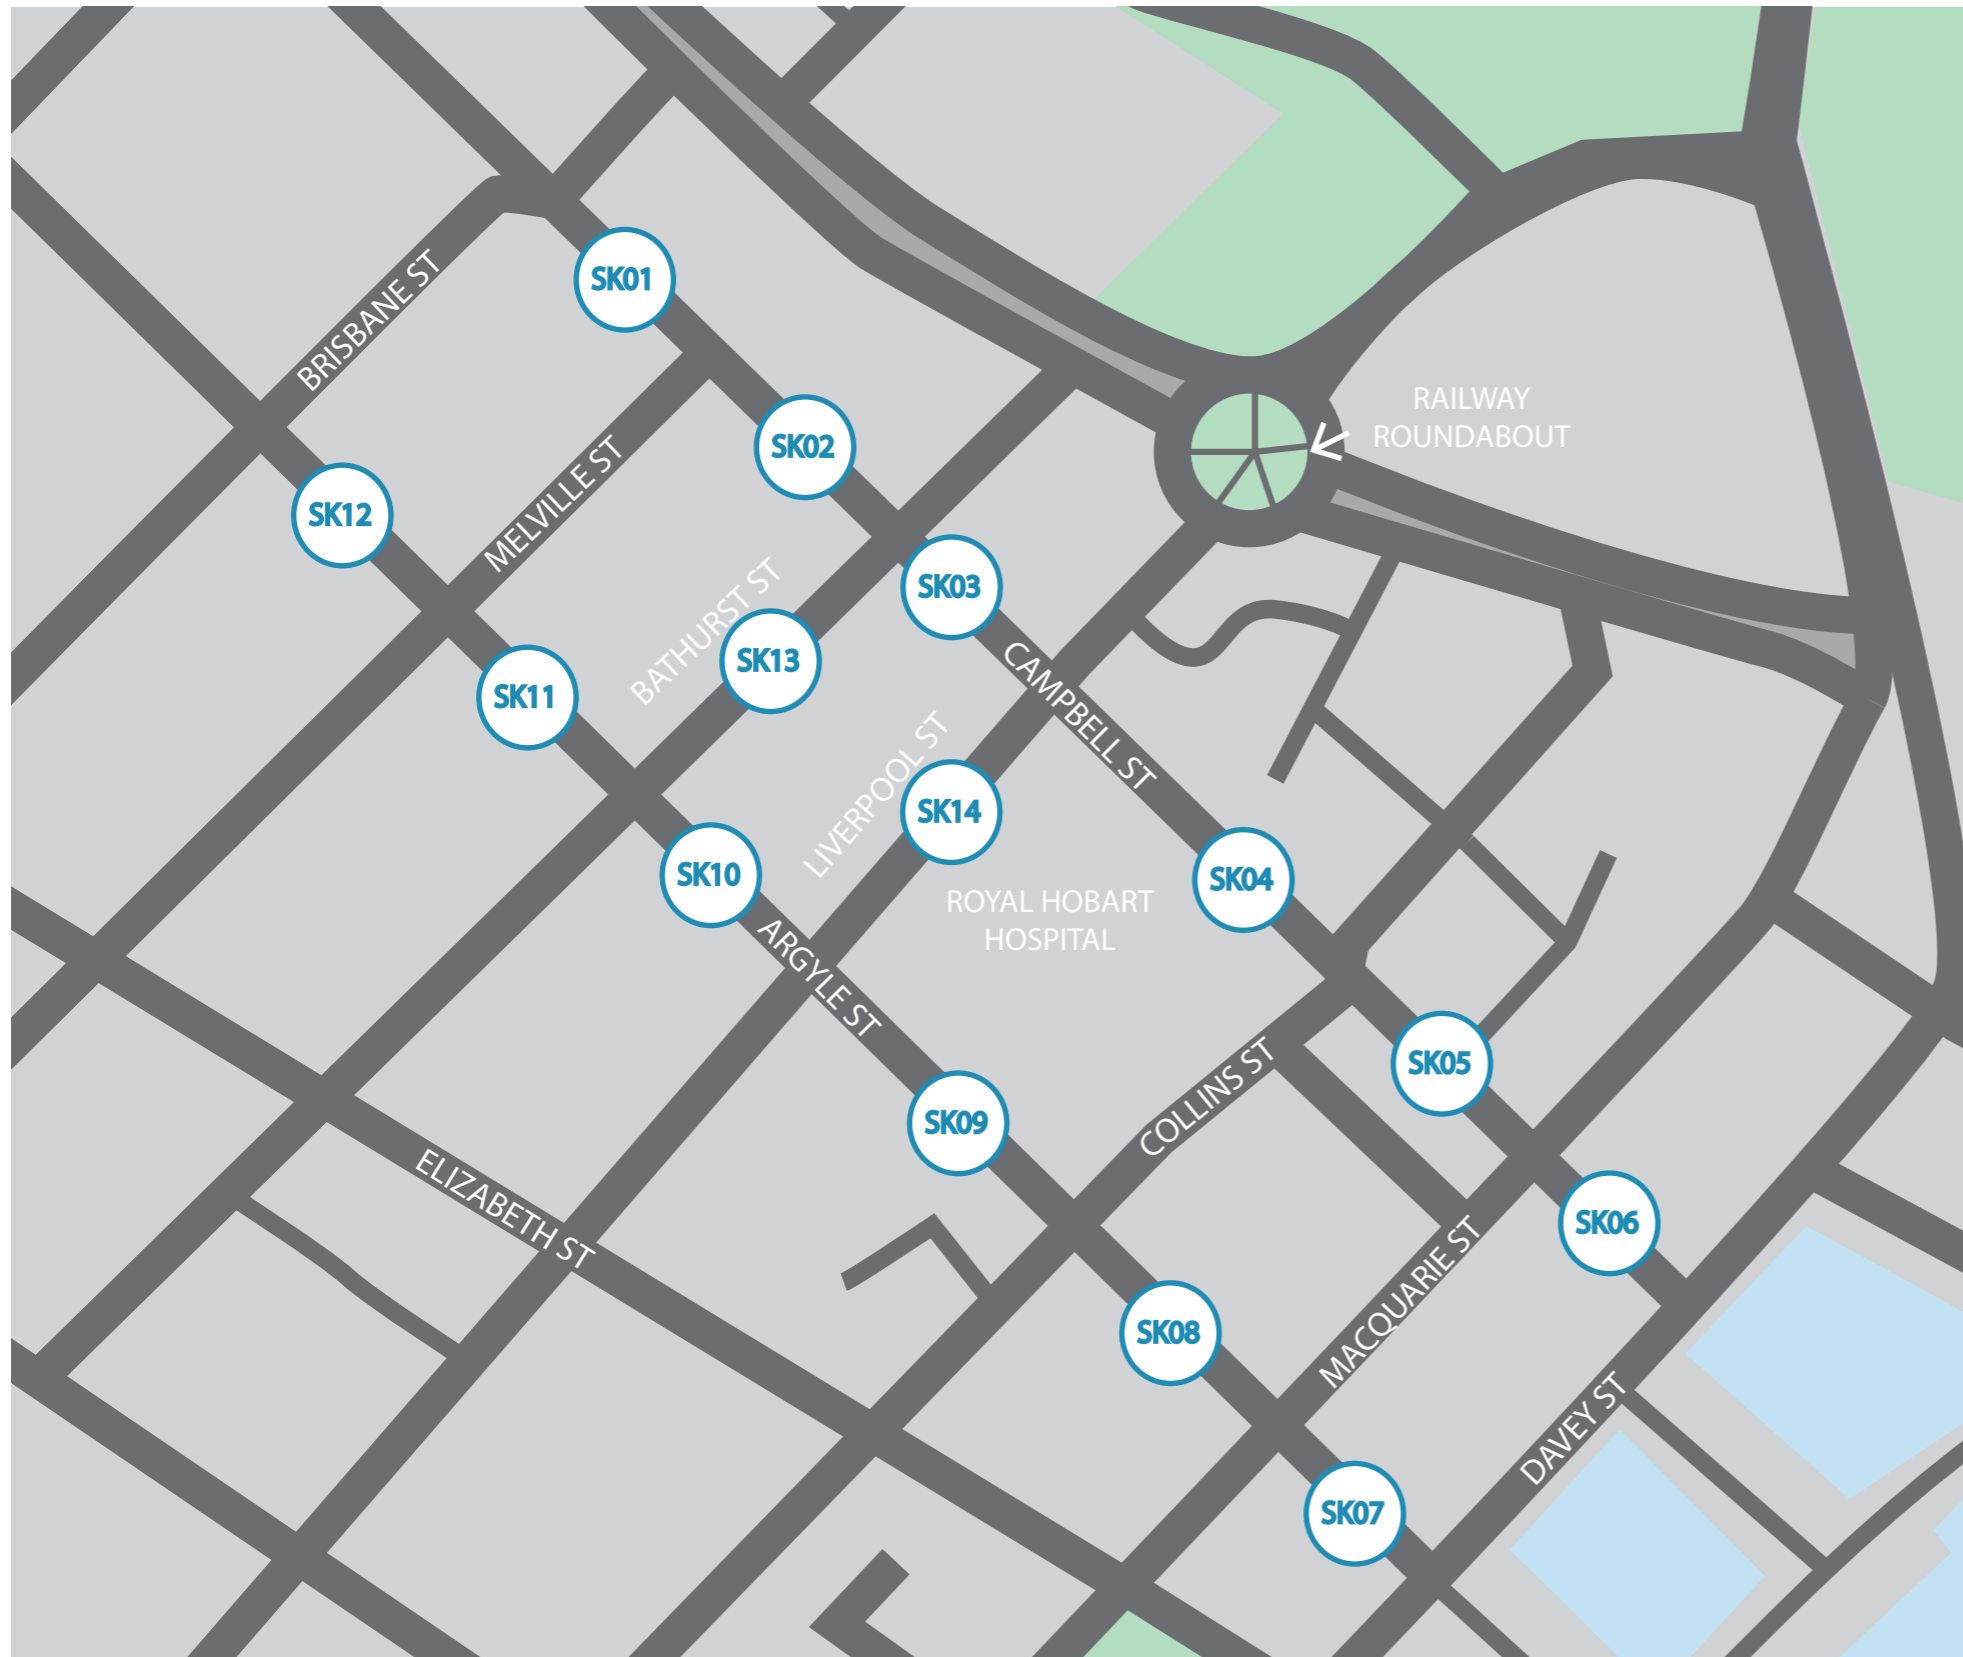 BRISBANE ST
SK01
RAILWAY
ROUNDABOUT
SK02
SK12
MELVILLE ST
SK03
BATHURST ST
SK13
SK11
CAMPBELL ST
LIVERPOOL ST
SK14
SK10
SK04
ROYAL HOBART
HOSPITAL
ARGYLE ST
SK05
COLLINS ST
SK09
ELIZABETH ST
SK06
MACQUARIE ST
SK08
DAVEY ST
SK07